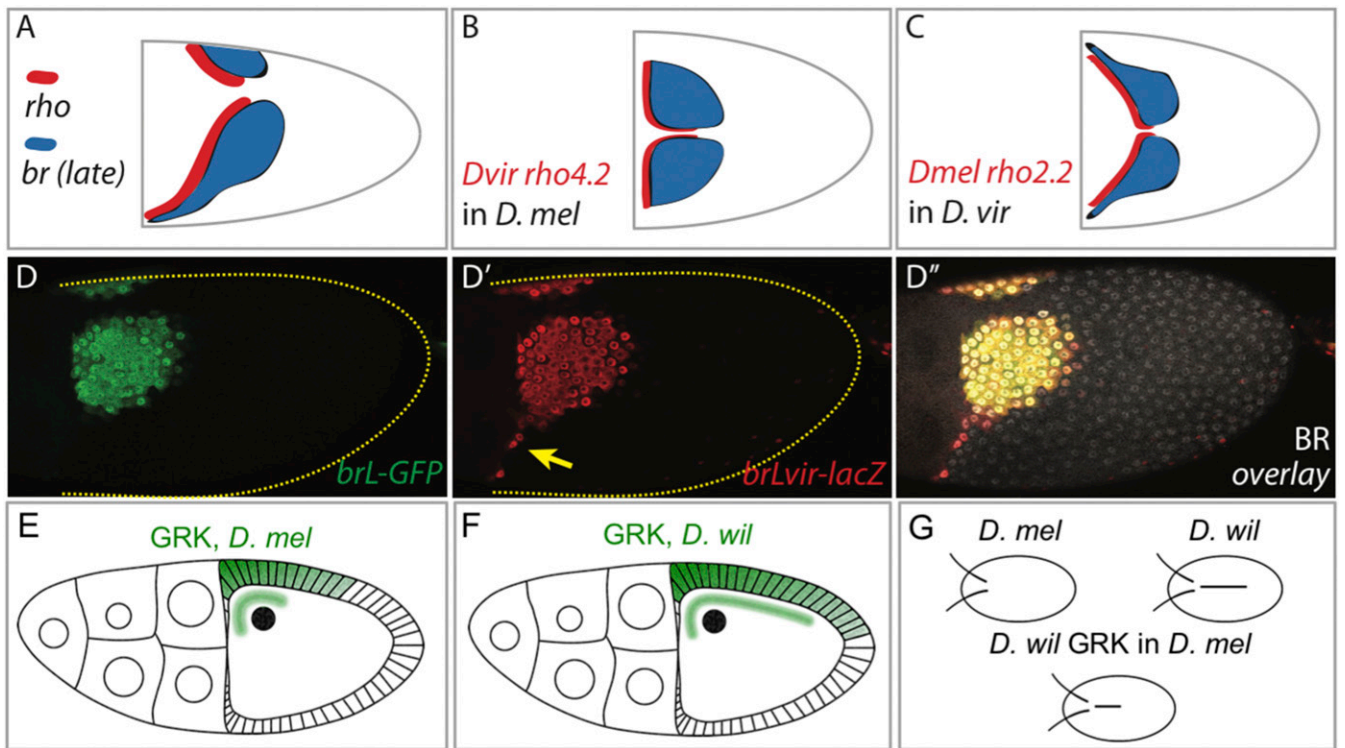 A
rho
br (late)
B
Dvir rho4.2
in D. mel
C
Dmel rho2.2
in D. vir
D
brL-GFP
D'
brLvir-lacZ
D"
BR
overlay
E
GRK, D. mel
F
GRK, D. wil
G
D. mel
D. wil
D. wil GRK in D. mel